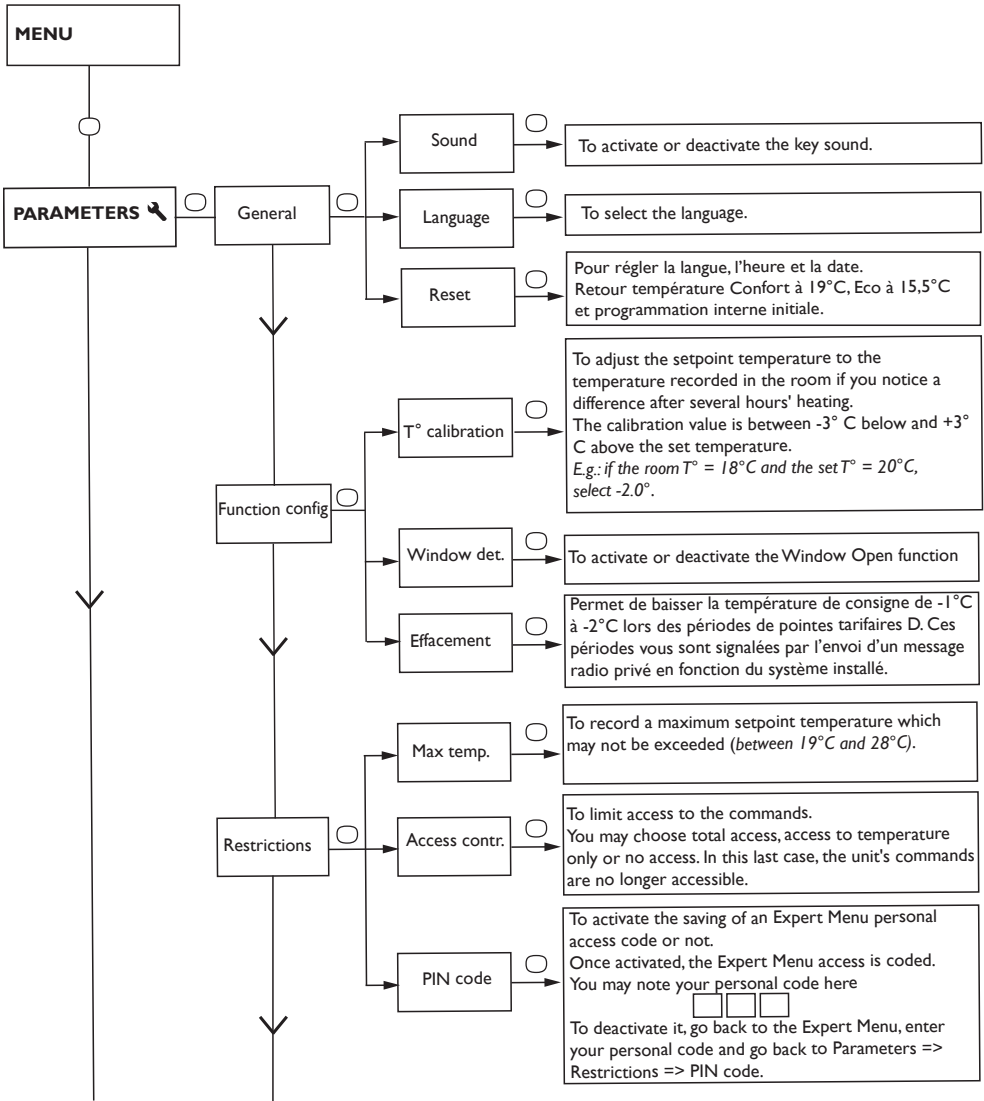 MENU
PARAMETERS
General
Sound
To activate or deactivate the key sound.
Language
To select the language.
Reset
Pour régler la langue, l'heure et la date.
Retour température Confort à 19°C, Eco à 15,5°C
et programmation interne initiale.
Function config
T° calibration
To adjust the setpoint temperature to the
temperature recorded in the room if you notice a
difference after several hours' heating.
The calibration value is between -3° C below and +3°
C above the set temperature.
E.g.: if the room T° = 18°C and the set T° = 20°C,
select -2.0°.
Window det.
To activate or deactivate the Window Open function
Effacement
Permet de baisser la température de consigne de -1°C
à -2°C lors des périodes de pointes tarifaires D. Ces
périodes vous sont signalées par l'envoi d'un message
radio privé en fonction du système installé.
Restrictions
Max temp.
To record a maximum setpoint temperature which
may not be exceeded (between 19°C and 28°C).
Access contr.
To limit access to the commands.
You may choose total access, access to temperature
only or no access. In this last case, the unit's commands
are no longer accessible.
PIN code
To activate the saving of an Expert Menu personal
access code or not.
Once activated, the Expert Menu access is coded.
You may note your personal code here
To deactivate it, go back to the Expert Menu, enter
your personal code and go back to Parameters =>
Restrictions => PIN code.